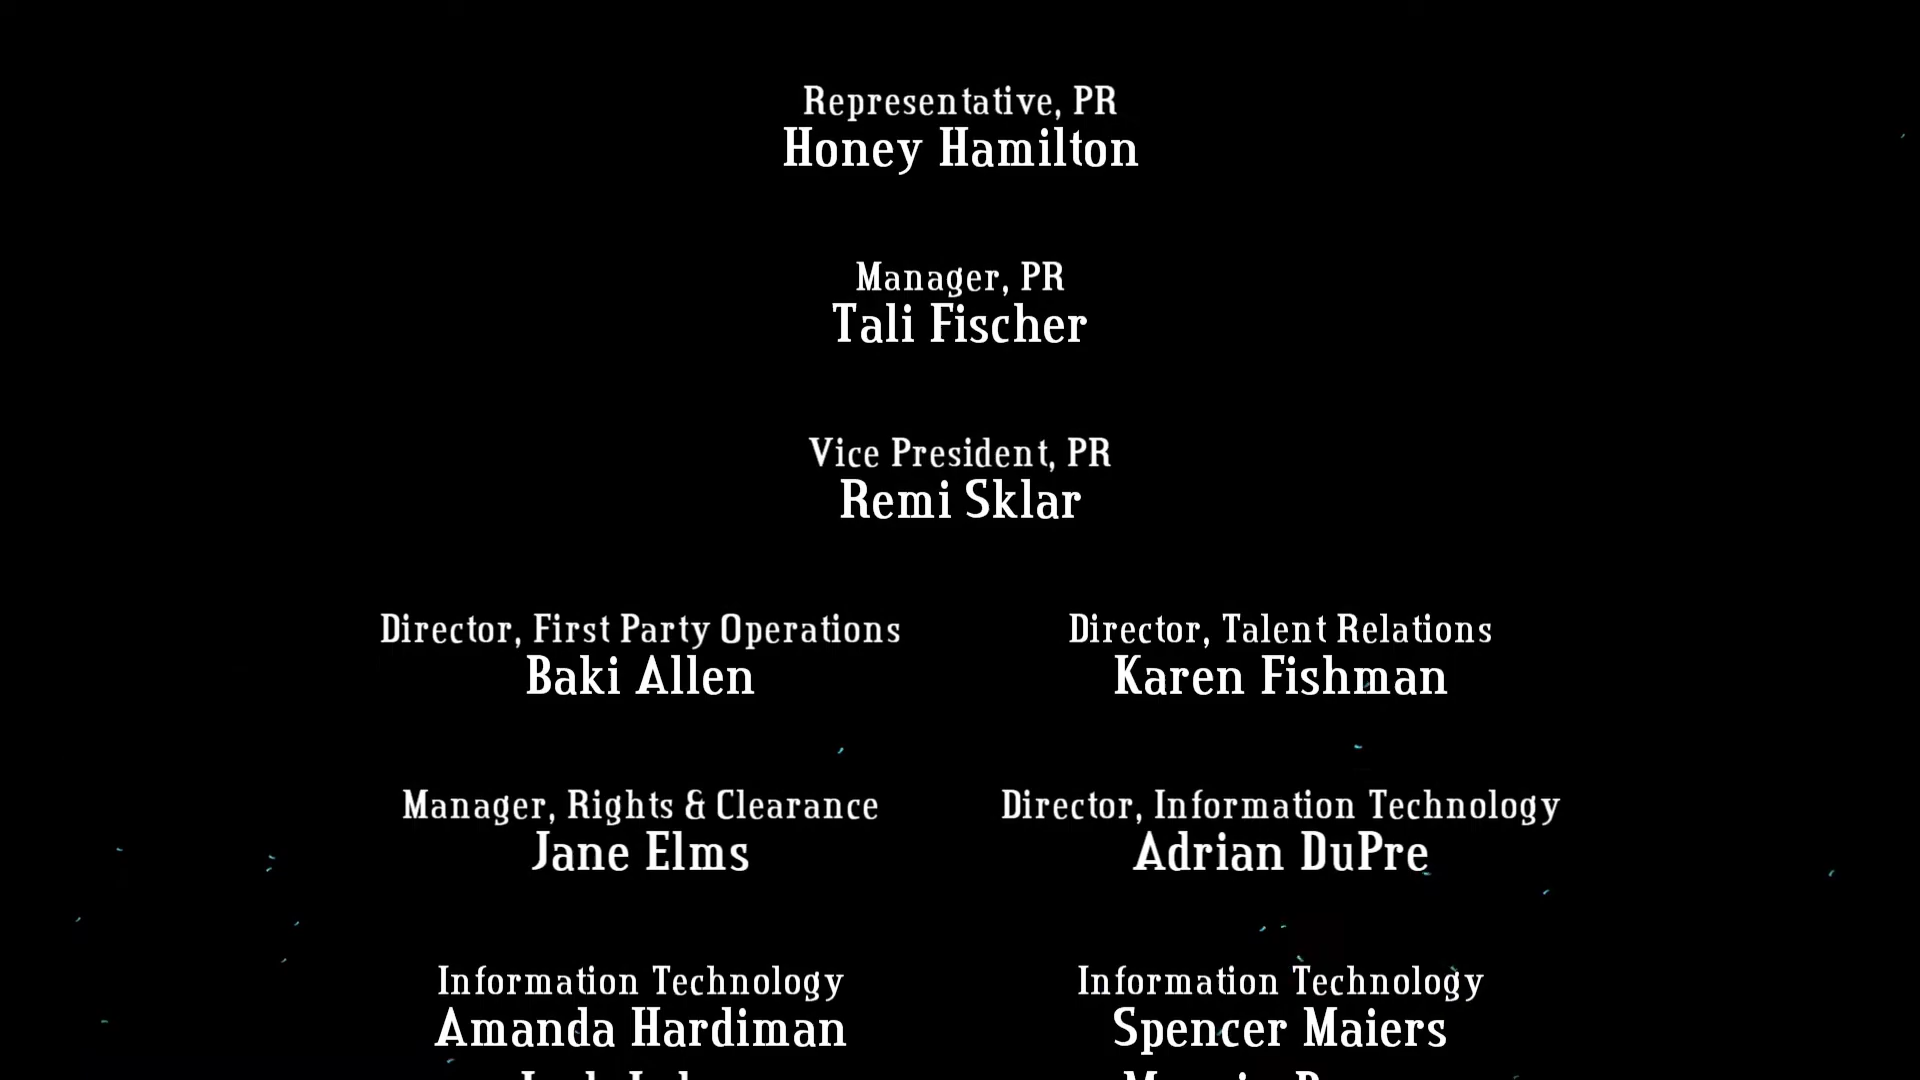 Representative, PR
Honey Hamilton
Manager, PR
Tali Fischer
Vice President, PR
Remi Sklar
Director, First Party Operations
Baki Allen
Director, Talent Relations
Karen Fishman
Manager, Rights & Clearance
Jane Elms
Director, Information Technology
Adrian DuPre
Information Technology
Amanda Hardiman
Information Technology
Spencer Maiers